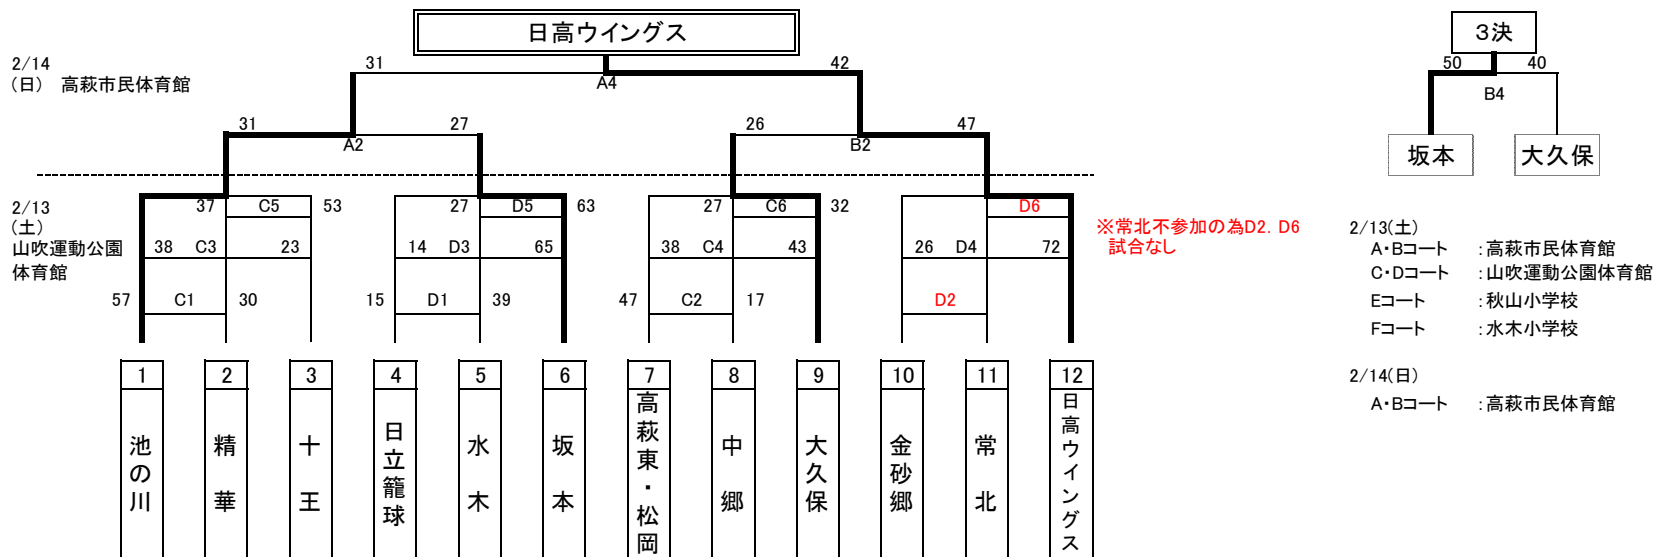 日高ウイングス
3決
2/14
(日) 高萩市民体育館
31 42
A4
50 40
B4
31 27 26 47
A2 B2
坂本 大久保
2/13
(土)
山吹運動公園
体育館
37 C5 53 27 D5 63 27 C6 32 D6
※常北不参加の為D2. D6
試合なし
38 C3 23 14 D3 65 38 C4 43 26 D4 72
57 C1 30 15 D1 39 47 C2 17 D2
2/13(土)
A・Bコート :高萩市民体育館
C・Dコート :山吹運動公園体育館
Eコート :秋山小学校
Fコート :水木小学校
2/14(日)
A・Bコート :高萩市民体育館
1 2 3 4 5 6 7 8 9 10 11 12
池の川
精華
十王
日立籠球
水木
坂本
高萩東・松岡
中郷
大久保
金砂郷
常北
日高ウイングス